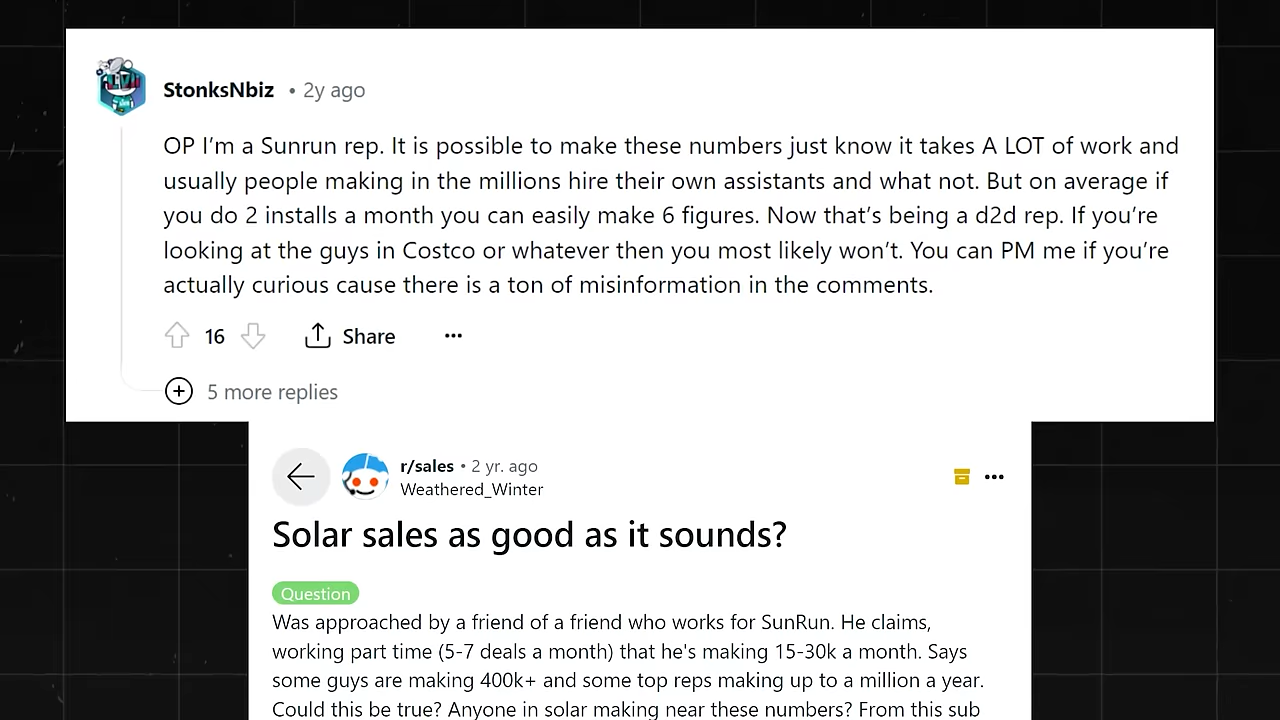 StonksNbiz • 2y ago
OP I’m a Sunrun rep. It is possible to make these numbers just know it takes A LOT of work and
usually people making in the millions hire their own assistants and what not. But on average if
you do 2 installs a month you can easily make 6 figures. Now that’s being a d2d rep. If you’re
looking at the guys in Costco or whatever then you most likely won’t. You can PM me if you’re
actually curious cause there is a ton of misinformation in the comments.
16 Share
5 more replies
r/sales • 2 yr. ago
Weathered_Winter
Solar sales as good as it sounds?
Question
Was approached by a friend of a friend who works for SunRun. He claims,
working part time (5-7 deals a month) that he's making 15-30k a month. Says
some guys are making 400k+ and some top reps making up to a million a year.
Could this be true? Anyone in solar making near these numbers? From this sub